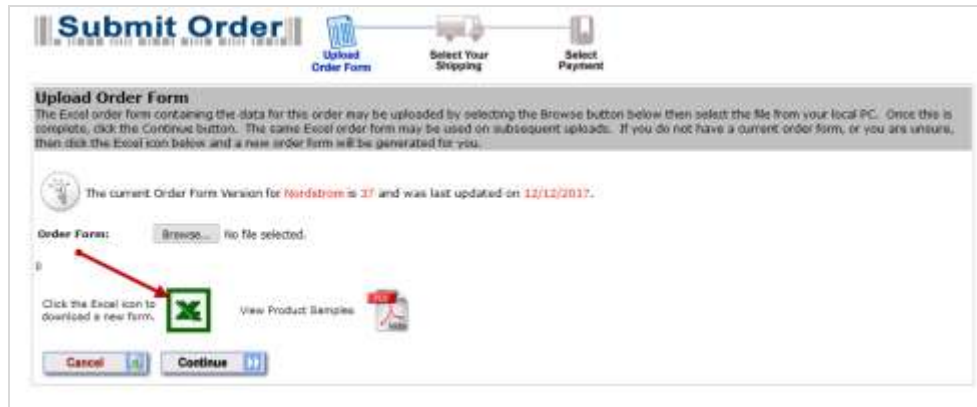 Submit Order
Upload
Order Form
Select Your
Shipping
Select
Payment
Upload Order Form
The Excel order form containing the data for this order may be uploaded by selecting the Browse button below then select the file from your local PC. Once this is
complete, click the Continue button. The same Excel order form may be used on subsequent uploads. If you do not have a current order form, or you are unsure,
then click the Excel icon below and a new order form will be generated for you.
The current Order Form Version for Nordstrom is 37 and was last updated on 12/12/2017.
Order Form: Browse... No file selected.
Click the Excel icon to
download a new form.
View Product Samples
PDF
Cancel
Continue